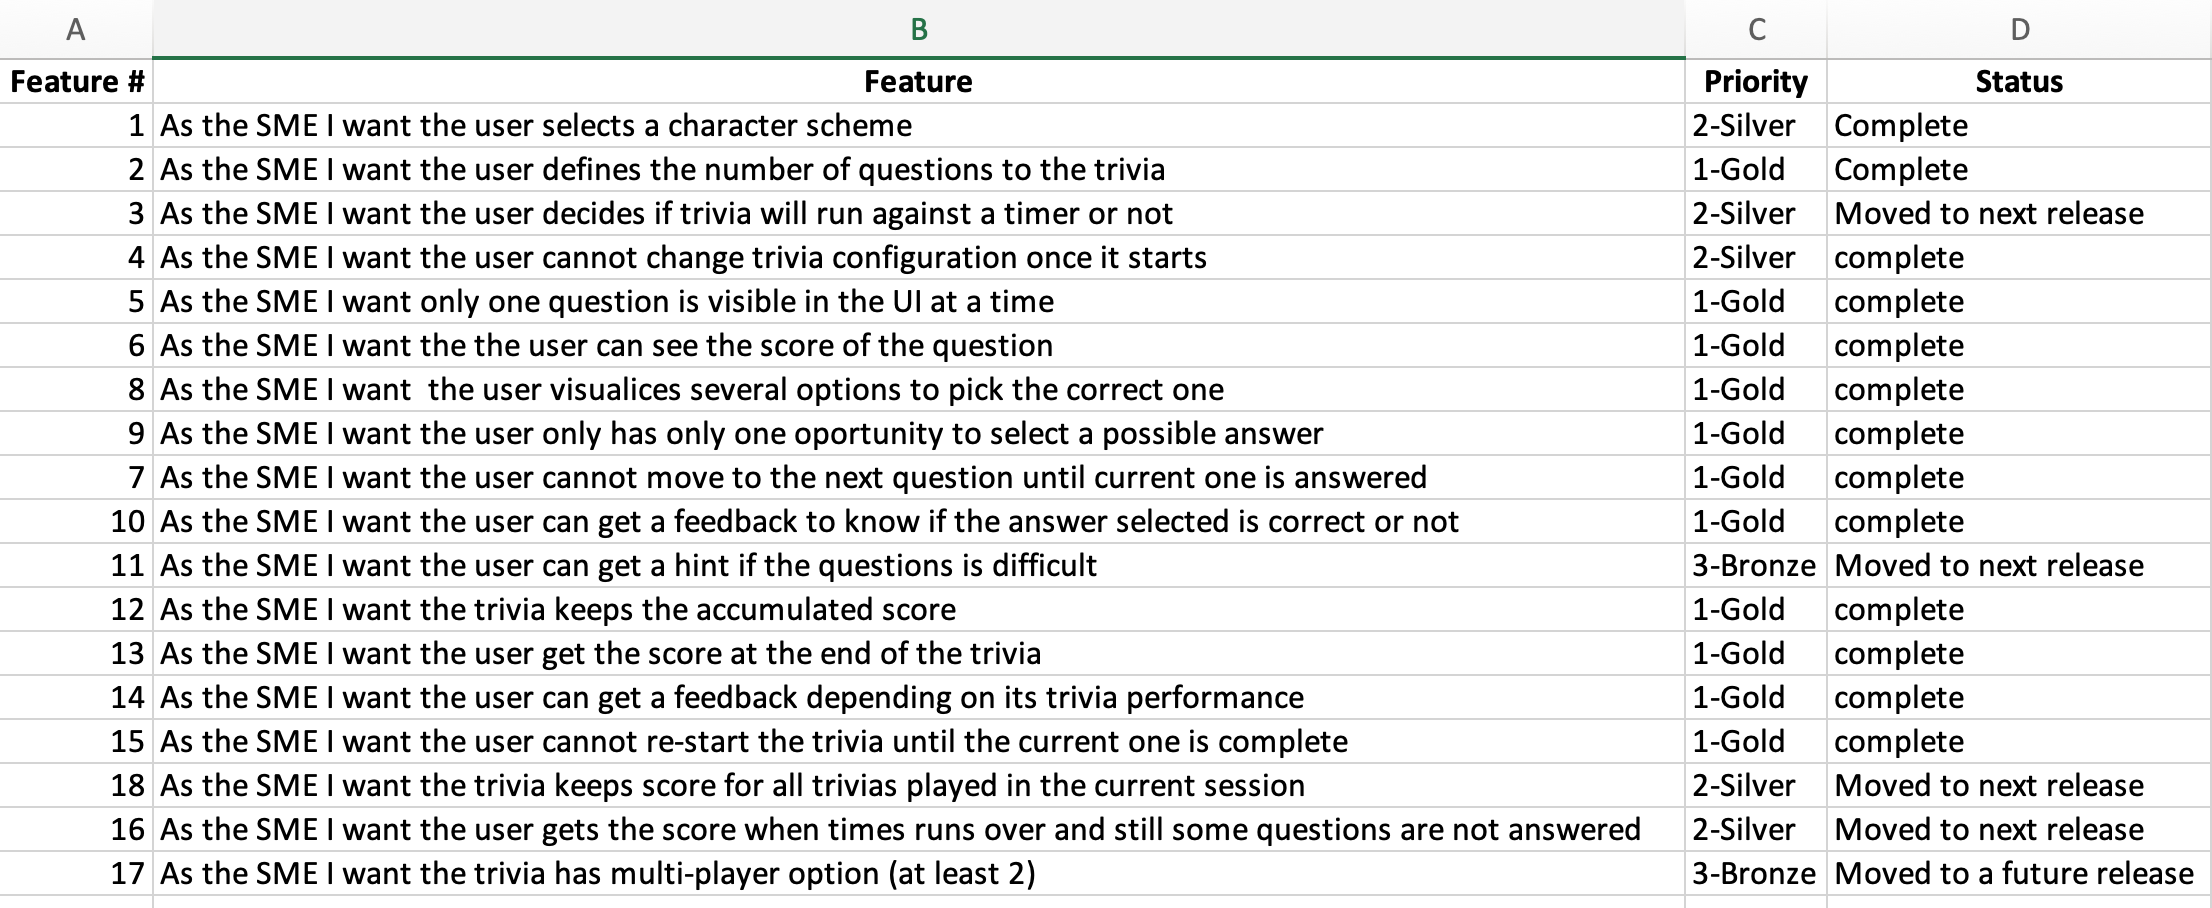 A B C D
Feature # Feature Priority Status
1 As the SME I want the user selects a character scheme 2-Silver Complete
2 As the SME I want the user defines the number of questions to the trivia 1-Gold Complete
3 As the SME I want the user decides if trivia will run against a timer or not 2-Silver Moved to next release
4 As the SME I want the user cannot change trivia configuration once it starts 2-Silver complete
5 As the SME I want only one question is visible in the UI at a time 1-Gold complete
6 As the SME I want the the user can see the score of the question 1-Gold complete
8 As the SME I want  the user visualices several options to pick the correct one 1-Gold complete
9 As the SME I want the user only has only one oportunity to select a possible answer 1-Gold complete
7 As the SME I want the user cannot move to the next question until current one is answered 1-Gold complete
10 As the SME I want the user can get a feedback to know if the answer selected is correct or not 1-Gold complete
11 As the SME I want the user can get a hint if the questions is difficult 3-Bronze Moved to next release
12 As the SME I want the trivia keeps the accumulated score 1-Gold complete
13 As the SME I want the user get the score at the end of the trivia 1-Gold complete
14 As the SME I want the user can get a feedback depending on its trivia performance 1-Gold complete
15 As the SME I want the user cannot re-start the trivia until the current one is complete 1-Gold complete
18 As the SME I want the trivia keeps score for all trivias played in the current session 2-Silver Moved to next release
16 As the SME I want the user gets the score when times runs over and still some questions are not answered 2-Silver Moved to next release
17 As the SME I want the trivia has multi-player option (at least 2) 3-Bronze Moved to a future release